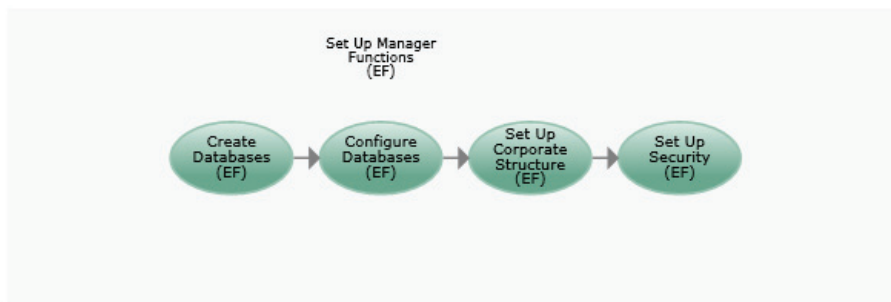 Set Up Manager
Functions
(EF)
Create
Databases
(EF)
Configure
Databases
(EF)
Set Up
Corporate
Structure
(EF)
Set Up
Security
(EF)